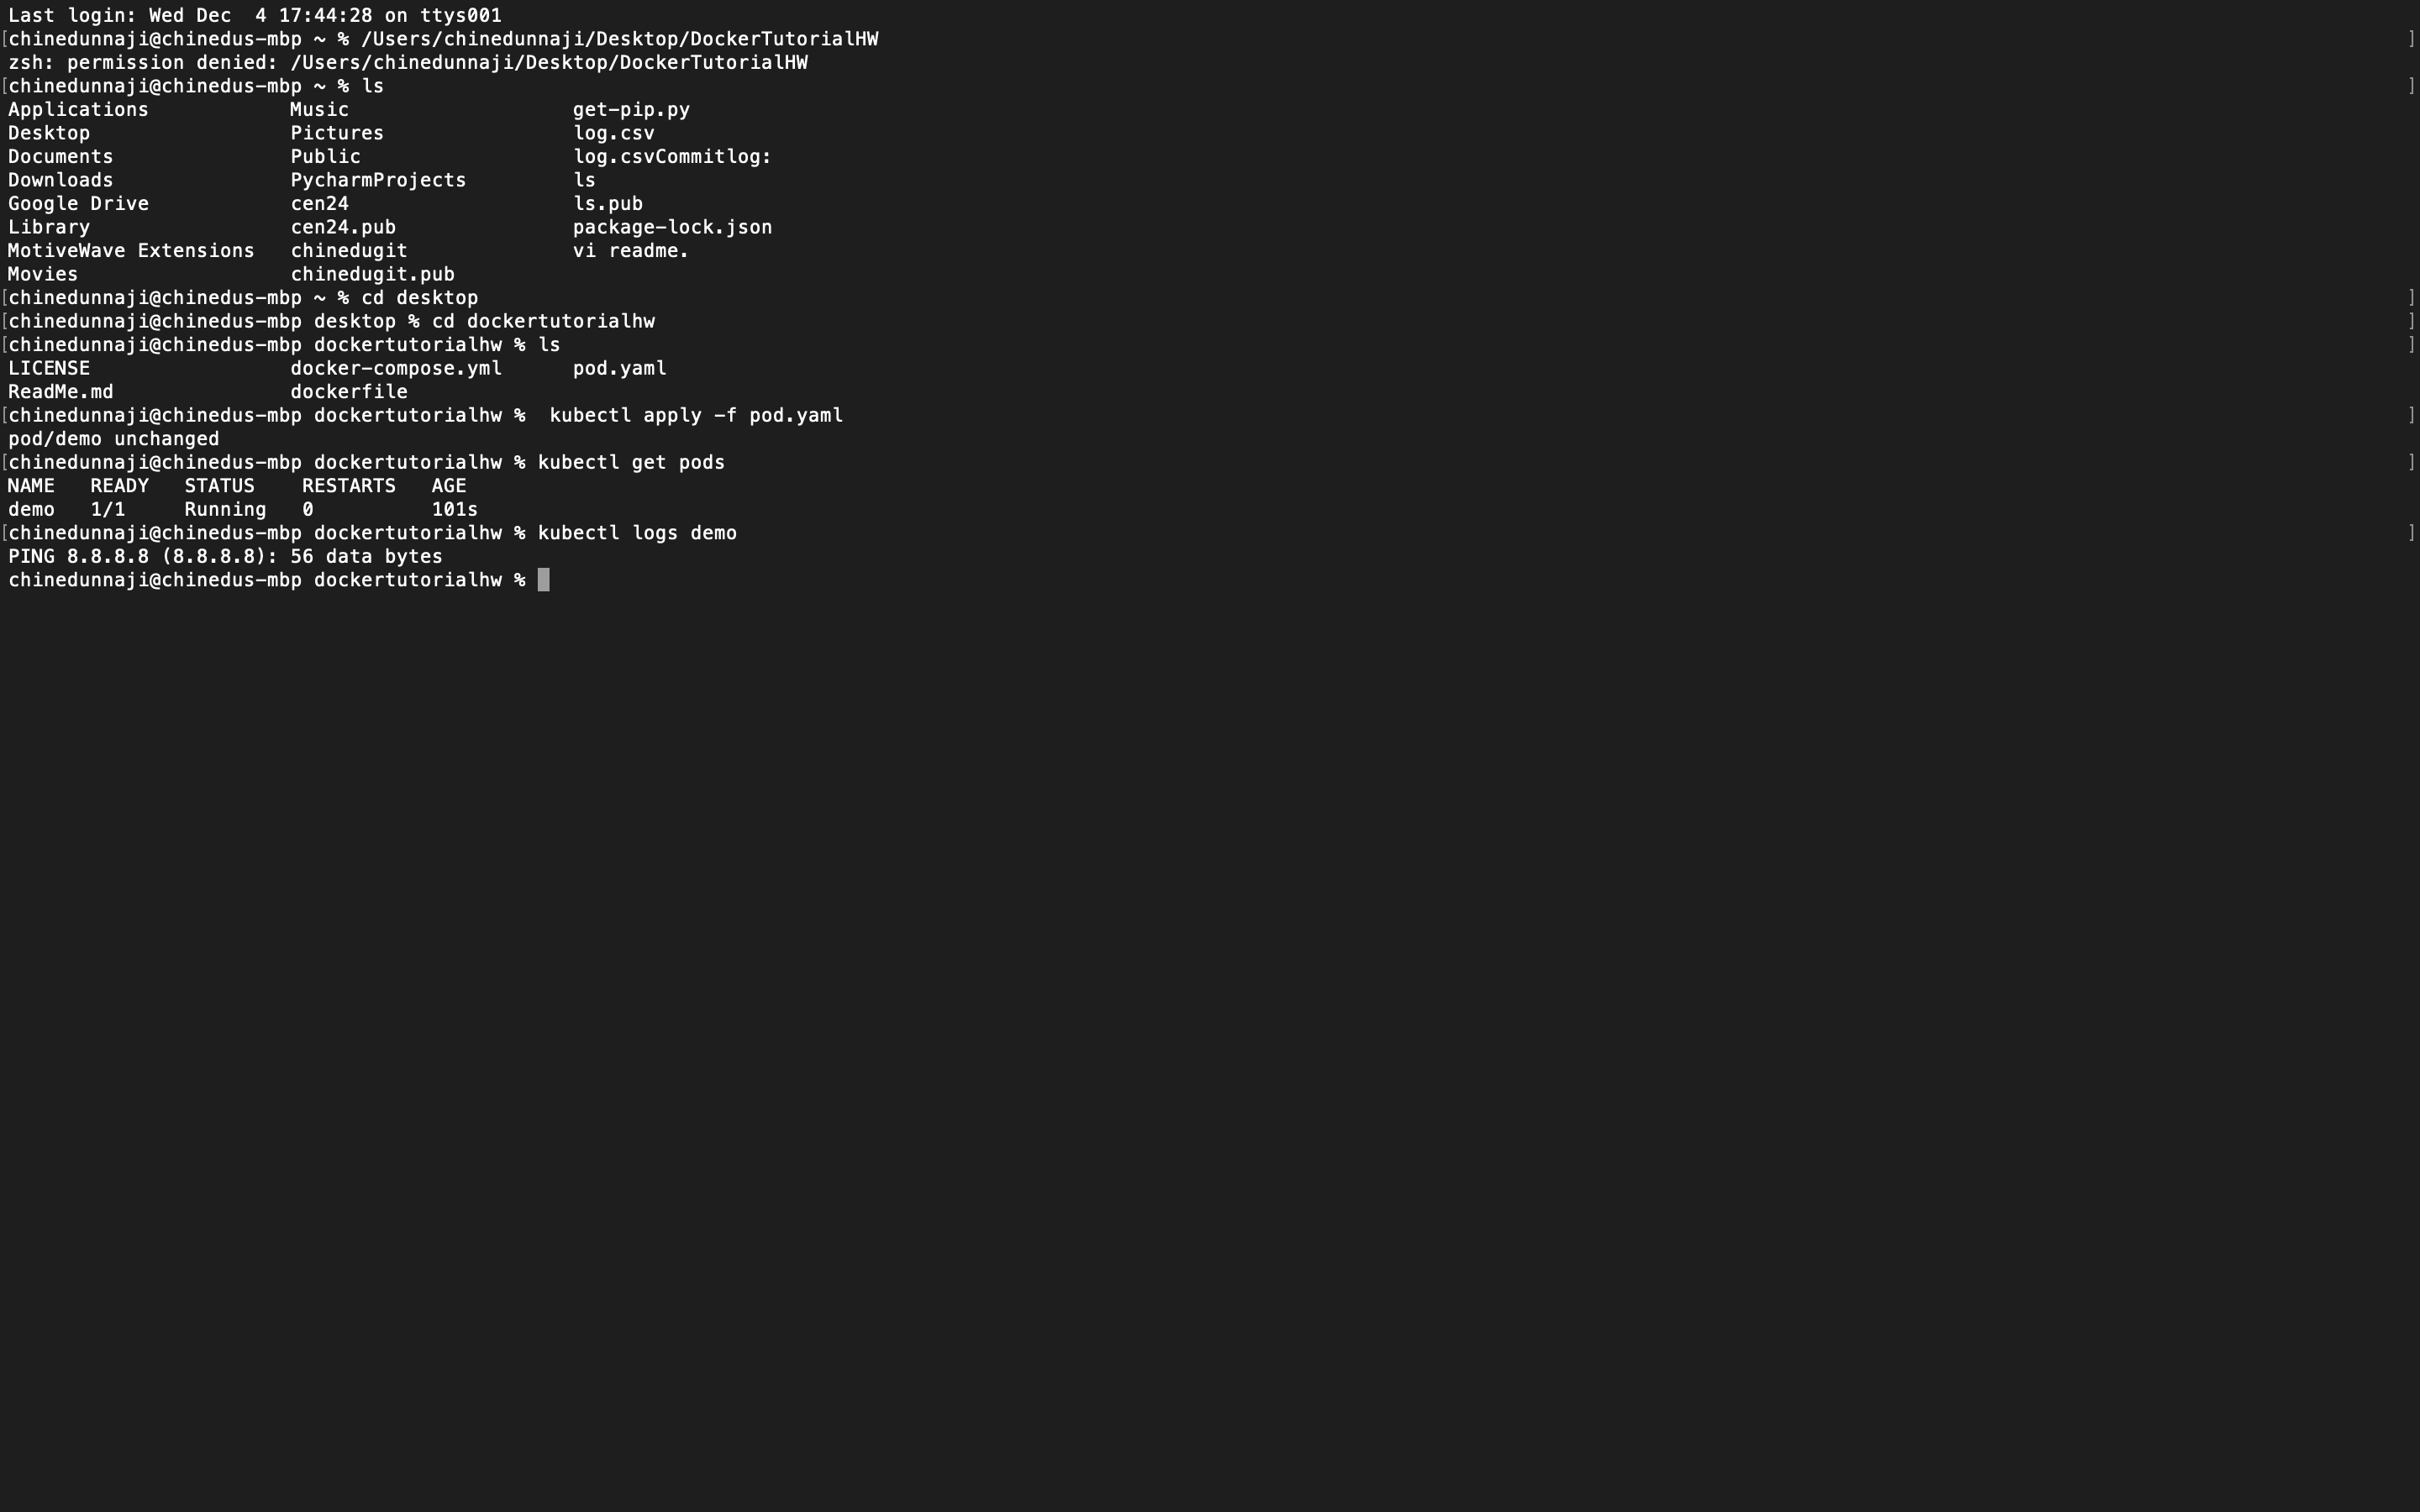 Last login: Wed Dec  4 17:44:28 on ttys001
[chinedunnaji@chinedus-mbp ~ % /Users/chinedunnaji/Desktop/DockerTutorialHW ]
zsh: permission denied: /Users/chinedunnaji/Desktop/DockerTutorialHW
[chinedunnaji@chinedus-mbp ~ % ls ]
Applications            Music                   get-pip.py
Desktop                 Pictures                log.csv
Documents               Public                  log.csvCommitlog:
Downloads               PycharmProjects         ls
Google Drive            cen24                   ls.pub
Library                 cen24.pub               package-lock.json
MotiveWave Extensions   chinedugit              vi readme.
Movies                  chinedugit.pub
[chinedunnaji@chinedus-mbp ~ % cd desktop ]
[chinedunnaji@chinedus-mbp desktop % cd dockertutorialhw ]
[chinedunnaji@chinedus-mbp dockertutorialhw % ls ]
LICENSE                 docker-compose.yml      pod.yaml
ReadMe.md               dockerfile
[chinedunnaji@chinedus-mbp dockertutorialhw %  kubectl apply -f pod.yaml ]
pod/demo unchanged
[chinedunnaji@chinedus-mbp dockertutorialhw % kubectl get pods ]
NAME   READY   STATUS    RESTARTS   AGE
demo   1/1     Running   0          101s
[chinedunnaji@chinedus-mbp dockertutorialhw % kubectl logs demo ]
PING 8.8.8.8 (8.8.8.8): 56 data bytes
chinedunnaji@chinedus-mbp dockertutorialhw %